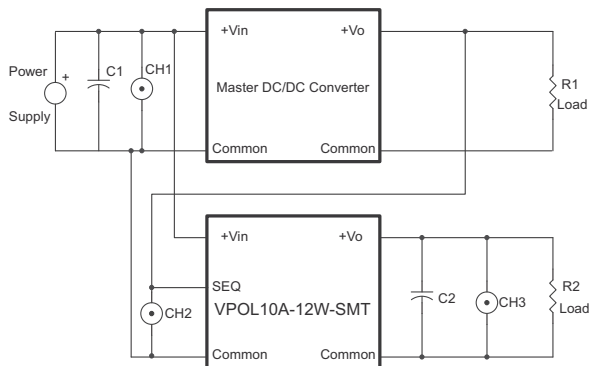 +Vin
+Vo
Power
+
C1
CH1
Master DC/DC Converter
R1
Load
Supply
Common
Common
+Vin
+Vo
SEQ
C2
CH3
R2
Load
CH2
VPOL10A-12W-SMT
Common
Common